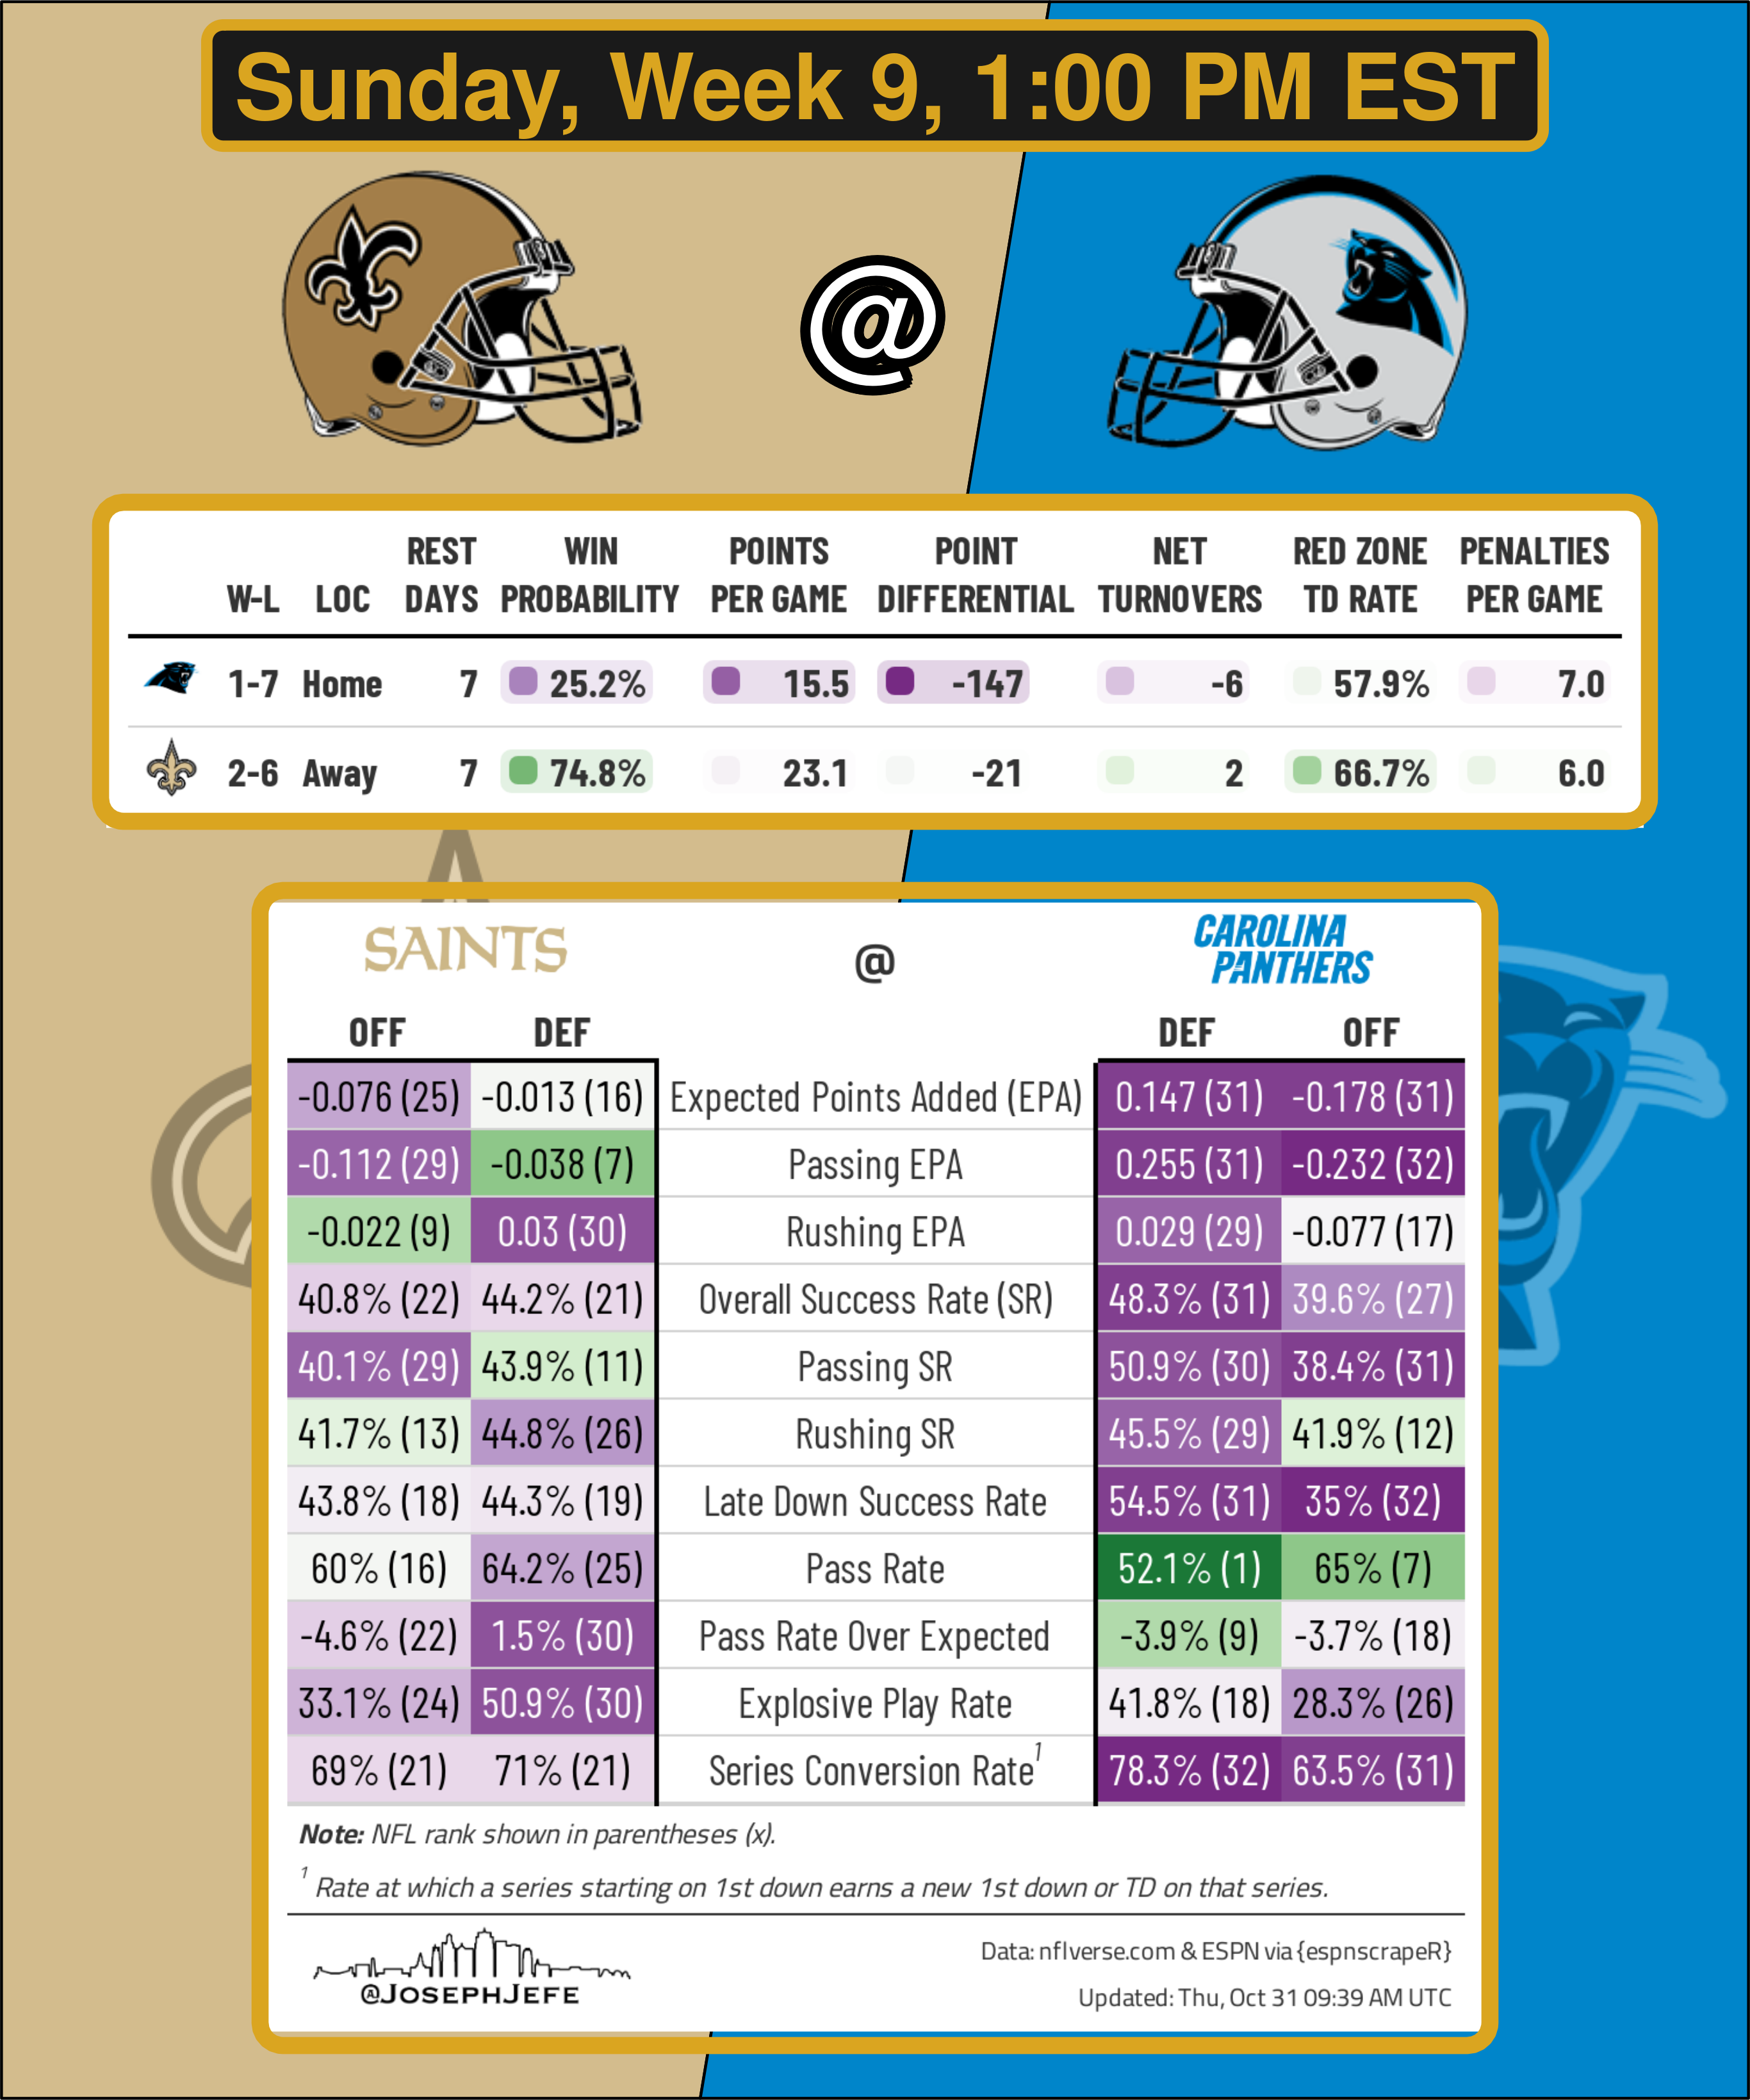 Sunday, Week 9, 1:00 PM EST
@
W-L LOC REST DAYS WIN PROBABILITY POINTS PER GAME POINT DIFFERENTIAL NET TURNOVERS RED ZONE TD RATE PENALTIES PER GAME
1-7 Home 7 25.2% 15.5 -147 -6 57.9% 7.0
2-6 Away 7 74.8% 23.1 -21 2 66.7% 6.0
SAINTS @ CAROLINA PANTHERS
OFF DEF DEF OFF
-0.076 (25) -0.013 (16) Expected Points Added (EPA) 0.147 (31) -0.178 (31)
-0.112 (29) -0.038 (7) Passing EPA 0.255 (31) -0.232 (32)
-0.022 (9) 0.03 (30) Rushing EPA 0.029 (29) -0.077 (17)
40.8% (22) 44.2% (21) Overall Success Rate (SR) 48.3% (31) 39.6% (27)
40.1% (29) 43.9% (11) Passing SR 50.9% (30) 38.4% (31)
41.7% (13) 44.8% (26) Rushing SR 45.5% (29) 41.9% (12)
43.8% (18) 44.3% (19) Late Down Success Rate 54.5% (31) 35% (32)
60% (16) 64.2% (25) Pass Rate 52.1% (1) 65% (7)
-4.6% (22) 1.5% (30) Pass Rate Over Expected -3.9% (9) -3.7% (18)
33.1% (24) 50.9% (30) Explosive Play Rate 41.8% (18) 28.3% (26)
69% (21) 71% (21) Series Conversion Rate¹ 78.3% (32) 63.5% (31)
Note: NFL rank shown in parentheses (x).
¹ Rate at which a series starting on 1st down earns a new 1st down or TD on that series.
@JOSEPHJEFE
Data: nflverse.com & ESPN via {espnscrapeR}
Updated: Thu, Oct 31 09:39 AM UTC